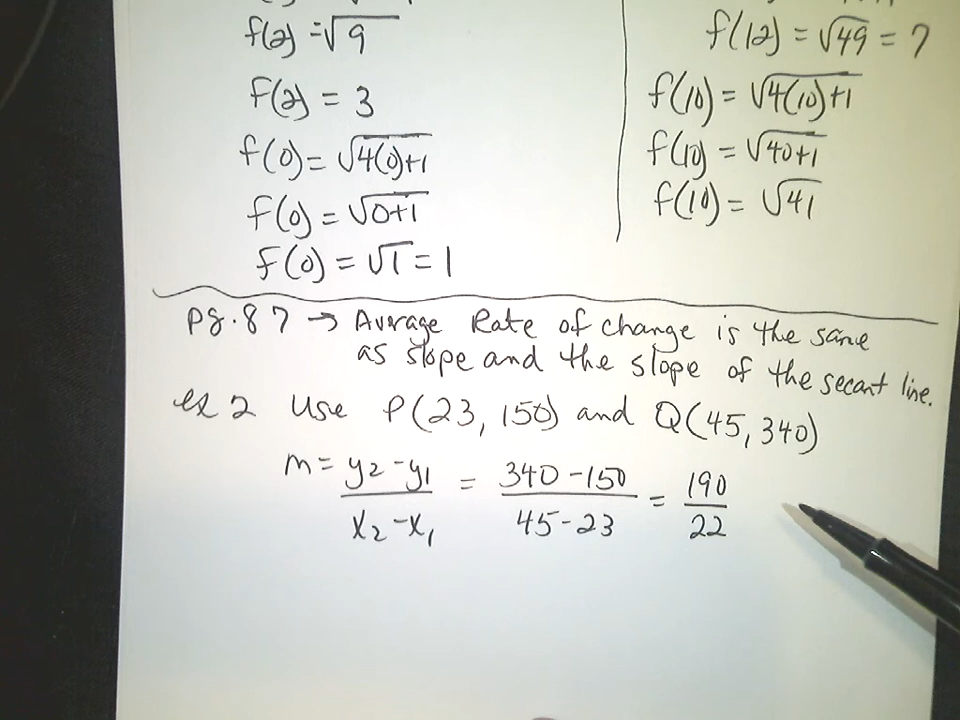 f(2) = √9
f(2) = 3
f(0) = √4(0)+1
f(0) = √0+1
f(0) = √1 = 1
f(12) = √49 = 7
f(10) = √4(10)+1
f(10) = √40+1
f(10) = √41
pg. 87 → Average Rate of change is the same
as slope and the slope of the secant line.
ex 2 Use P(23, 150) and Q(45, 340)
m = y₂ - y₁ / x₂ - x₁ = 340 - 150 / 45 - 23 = 190 / 22